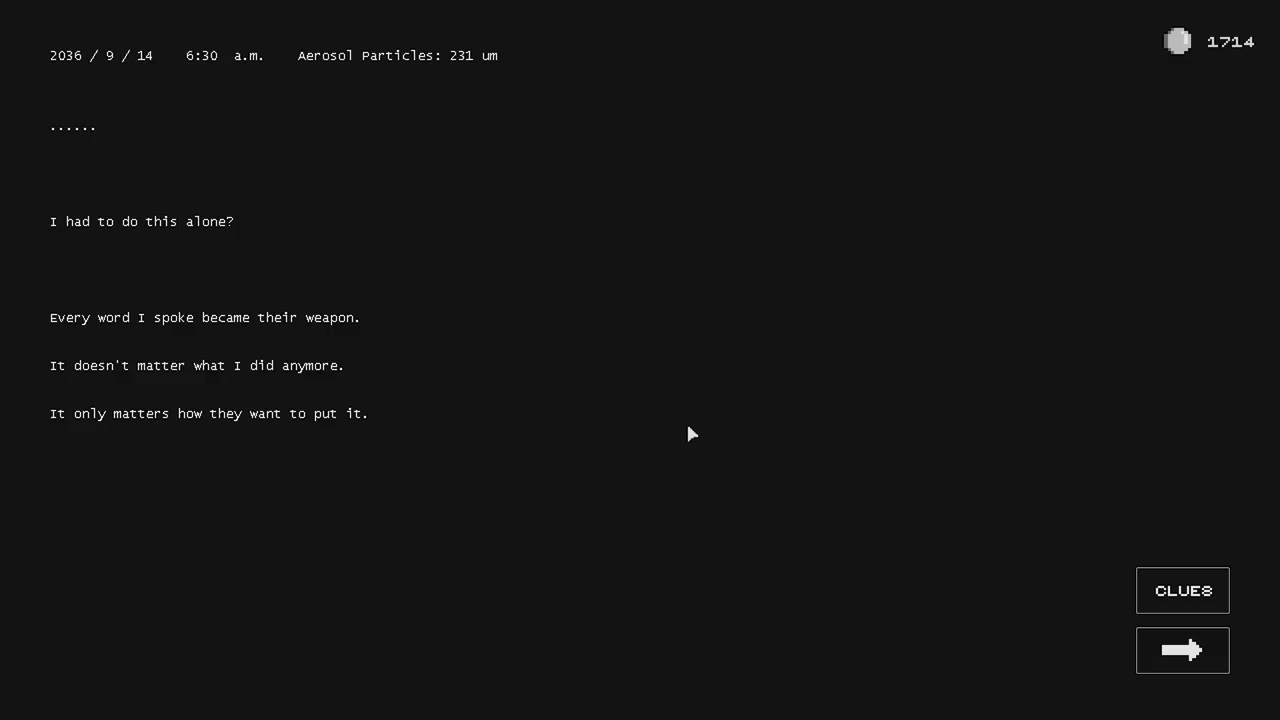 2036 / 9 / 14    6:30  a.m.    Aerosol Particles: 231 um
1714
......
I had to do this alone?
Every word I spoke became their weapon.
It doesn't matter what I did anymore.
It only matters how they want to put it.
CLUES